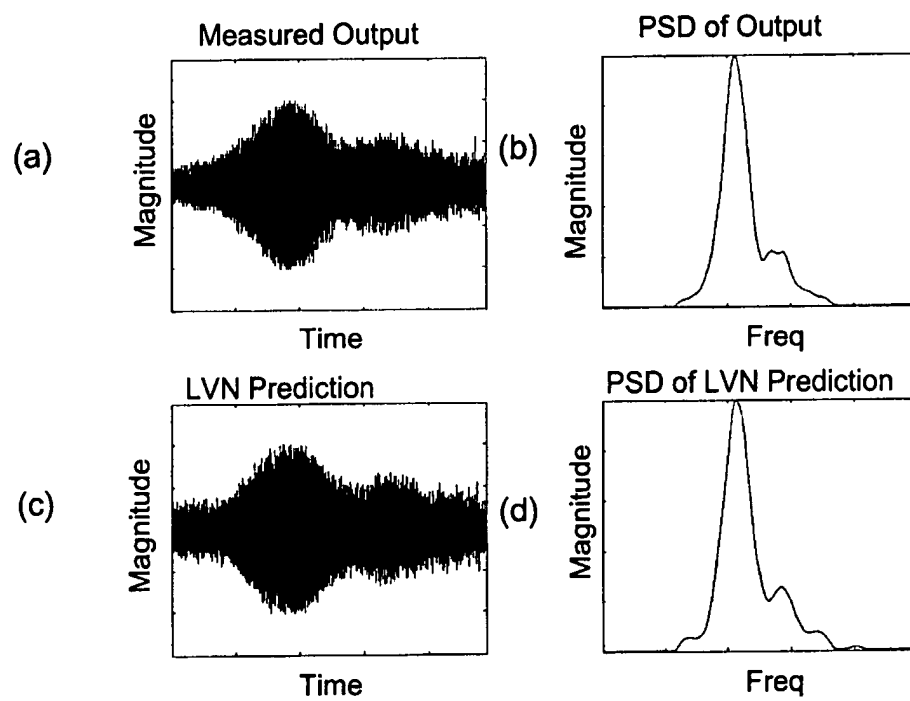 Measured Output
PSD of Output
(a)
Magnitude
Time
(b)
Magnitude
Freq
LVN Prediction
PSD of LVN Prediction
(c)
Magnitude
Time
(d)
Magnitude
Freq